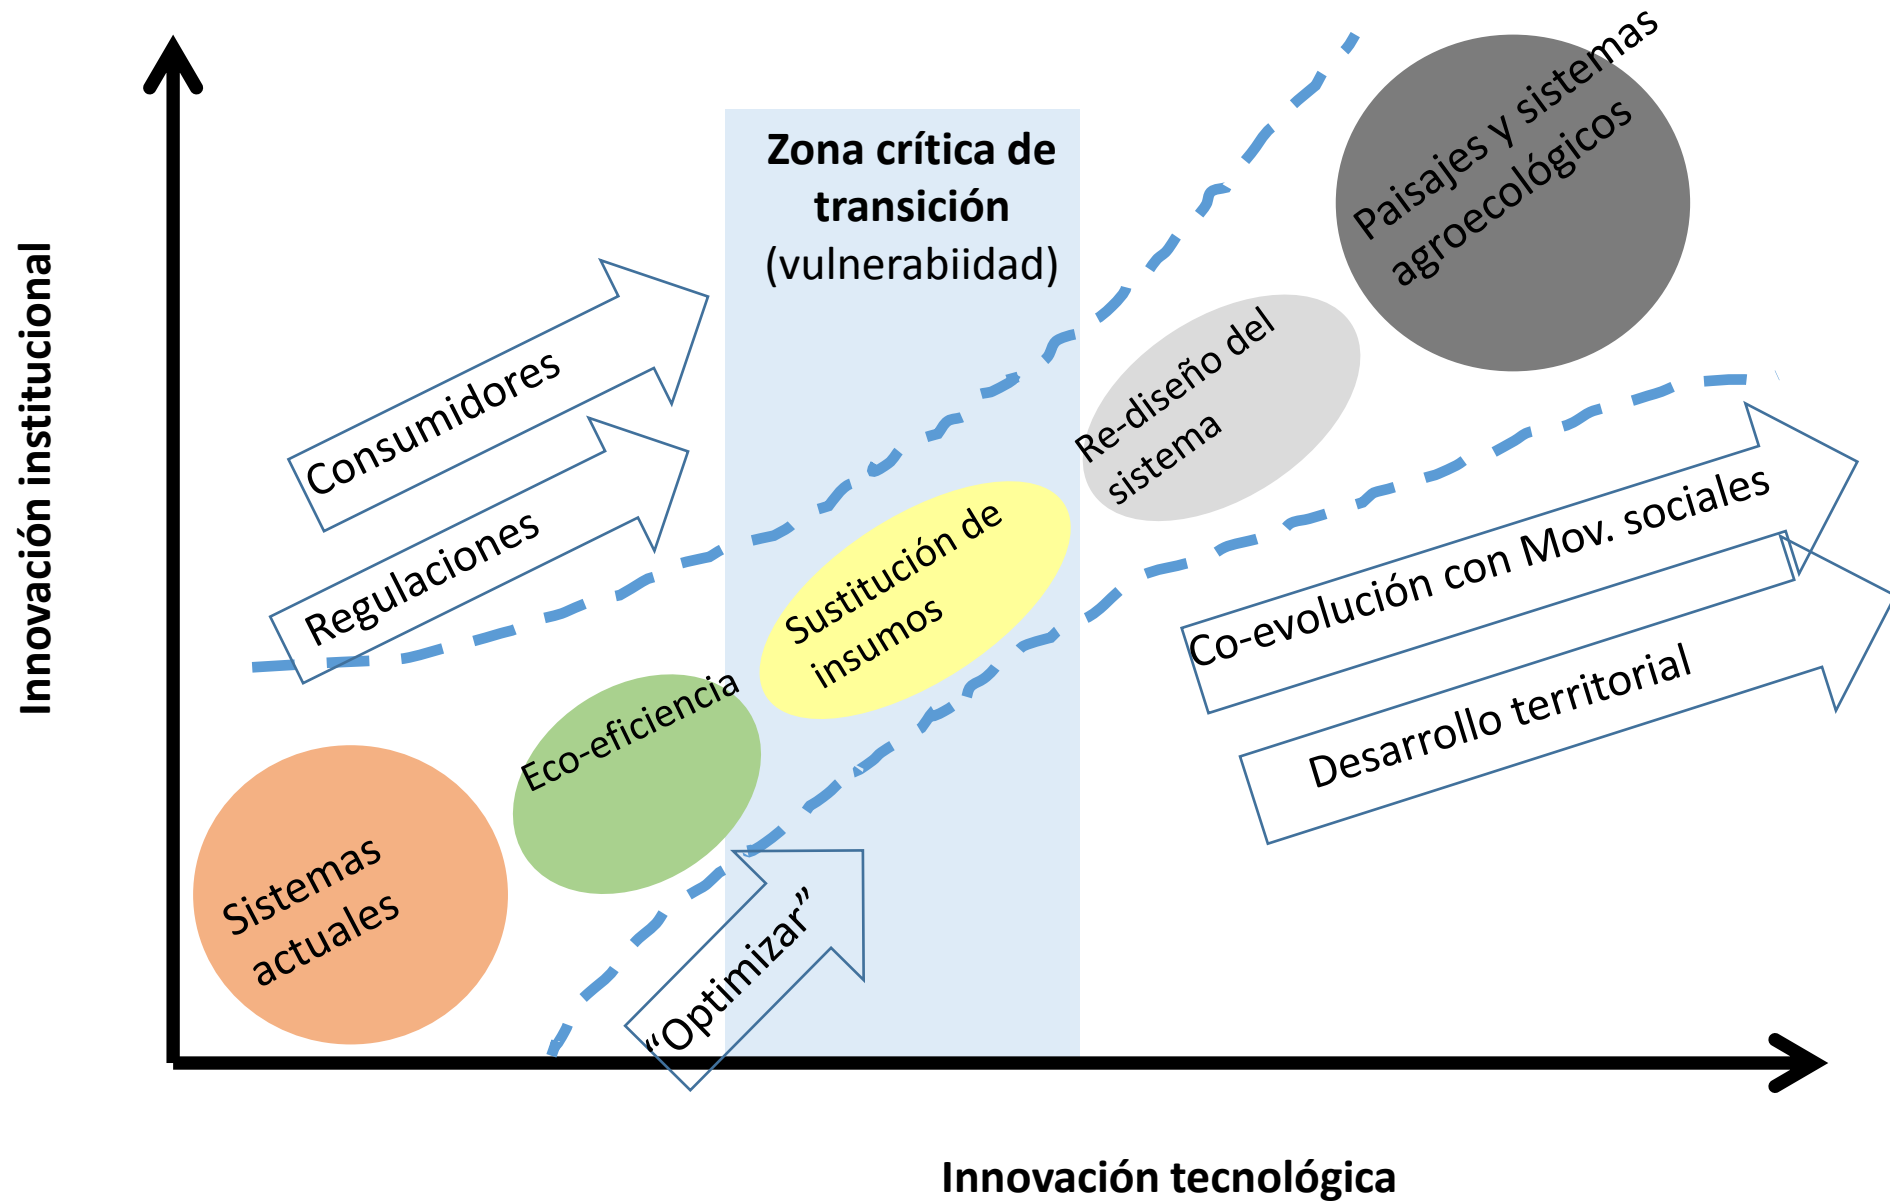 Innovación institucional
Zona crítica de
transición
(vulnerabiidad)
Paisajes y sistemas
agroecológicos
Consumidores
Regulaciones
Re-diseño del
sistema
Sustitución de
insumos
Eco-eficiencia
Sistemas
actuales
“Optimizar”
Co-evolución con Mov. sociales
Desarrollo territorial
Innovación tecnológica